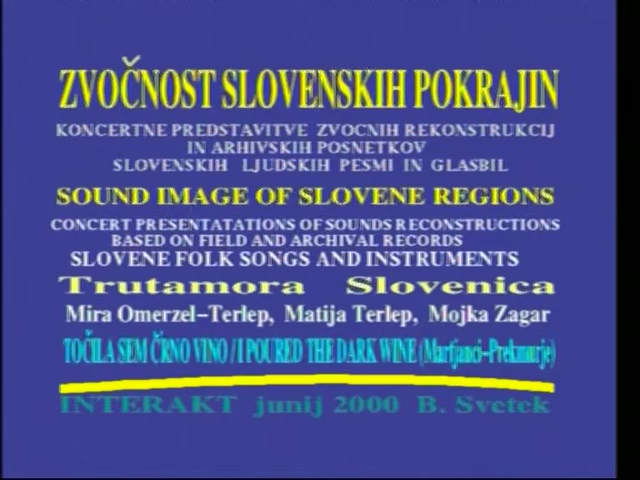 ZVOČNOST SLOVENSKIH POKRAJIN
KONCERTNE PREDSTAVITVE ZVOCNIH REKONSTRUKCIJ
IN ARHIVSKIH POSNETKOV
SLOVENSKIH LJUDSKIH PESMI IN GLASBIL
SOUND IMAGE OF SLOVENE REGIONS
CONCERT PRESENTATATIONS OF SOUNDS RECONSTRUCTIONS
BASED ON FIELD AND ARCHIVAL RECORDS
SLOVENE FOLK SONGS AND INSTRUMENTS
Trutamora Slovenica
Mira Omerzel-Terlep, Matija Terlep, Mojka Zagar
TOČILA SEM ČRNO VINO / I POURED THE DARK WINE (Martjanci-Prekmurje)
INTERAKT junij 2000 B. Svetek